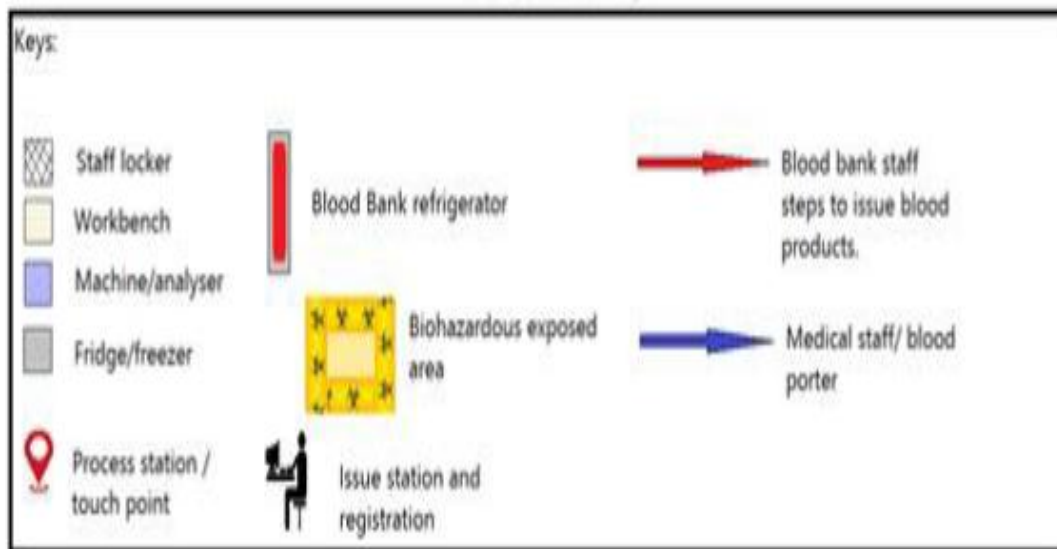 Keys:
Staff locker
Workbench
Machine/analyser
Fridge/freezer
Process station /
touch point
Blood Bank refrigerator
Biohazardous exposed
area
Issue station and
registration
Blood bank staff
steps to issue blood
products.
Medical staff/ blood
porter